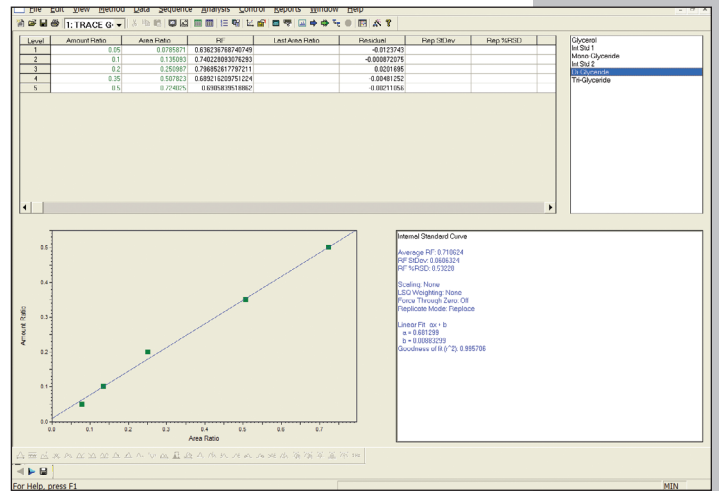 File Edit View Method Data Sequence Analysis Control Reports Window Help
1: TRACE G
Level Amount Ratio Area Ratio RF Last Area Ratio Residual Rep StDev Rep %RSD
1 0.05 0.0785871 0.636236768740749 -0.0123743
2 0.1 0.135093 0.740228093076293 -0.000872075
3 0.2 0.250987 0.796852617797211 0.0201695
4 0.35 0.507823 0.689216209751224 -0.00481252
5 0.5 0.724025 0.6905839518862 -0.00211056
Glycerol
Int Std 1
Mono Glyceride
Int Std 2
Di Glyceride
Tri-Glyceride
Amount Ratio
0.5
0.4
0.3
0.2
0.1
0.0
0.0 0.1 0.2 0.3 0.4 0.5 0.6 0.7
Area Ratio
Internal Standard Curve
Average RF: 0.710624
RF StDev: 0.0606324
RF %RSD: 0.53228
Scaling: None
LSQ Weighting: None
Force Through Zero: Off
Replicate Mode: Replace
Linear Fit ax + b
a = 0.681299
b = 0.00883299
Goodness of fit (r^2): 0.995706
For Help, press F1
MIN